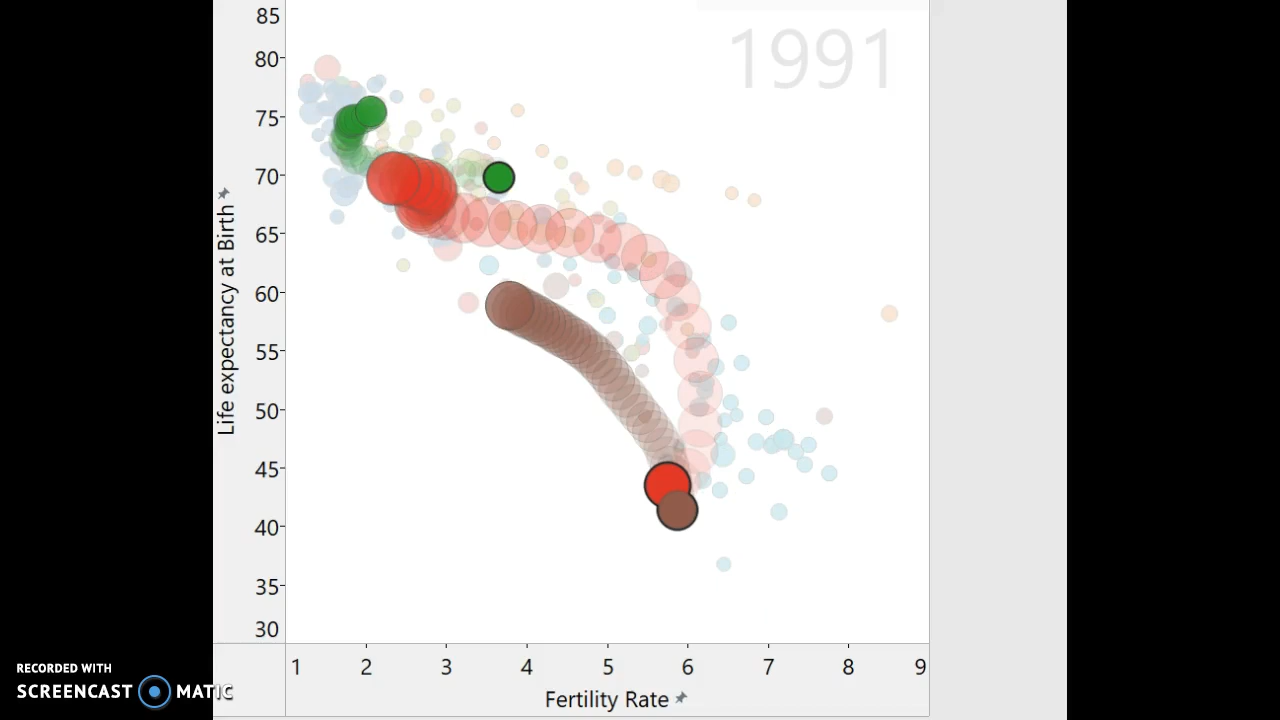 1991
85
80
75
70
65
60
55
50
45
40
35
30
Life expectancy at Birth
1 2 3 4 5 6 7 8 9
Fertility Rate
RECORDED WITH
SCREENCAST MATIC